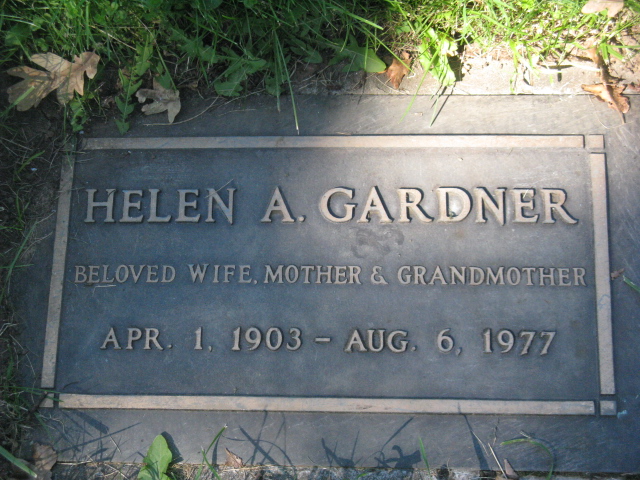 HELEN A. GARDNER
BELOVED WIFE, MOTHER & GRANDMOTHER
APR. 1, 1903 – AUG. 6, 1977